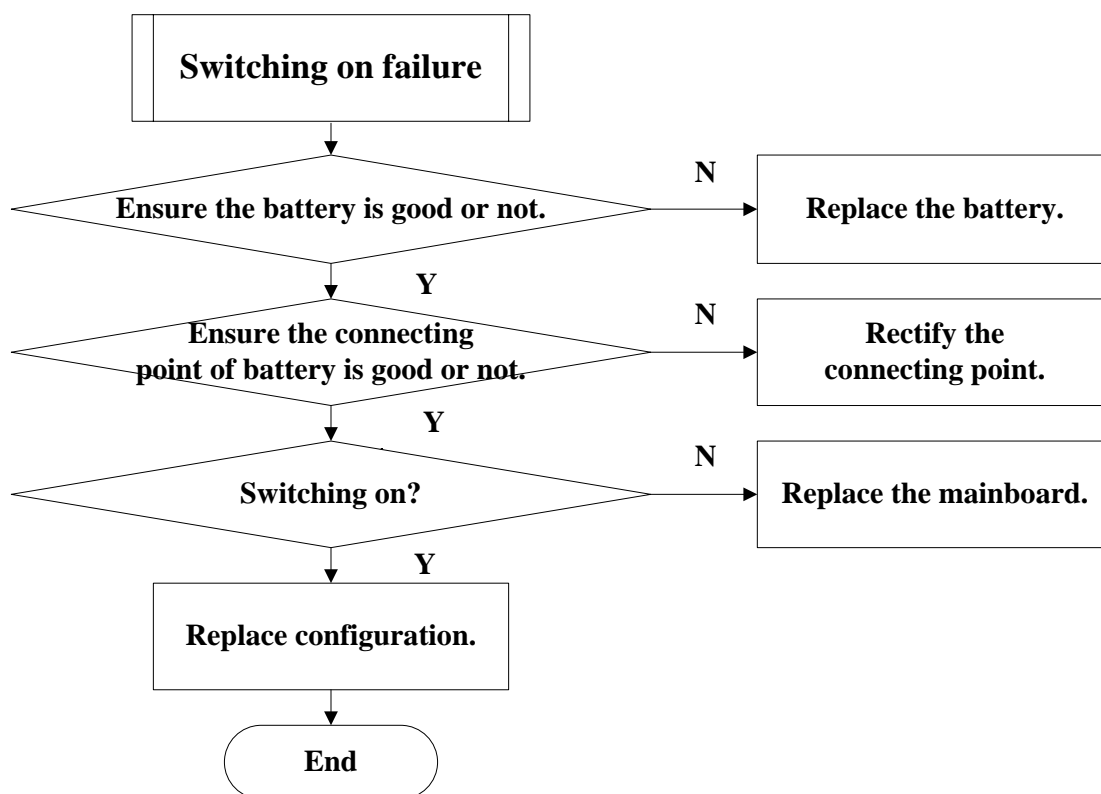 Switching on failure
N
Ensure the battery is good or not.
Replace the battery.
Y
N
Ensure the connecting
point of battery is good or not.
Rectify the
connecting point.
Y
N
Switching on?
Replace the mainboard.
Y
Replace configuration.
End